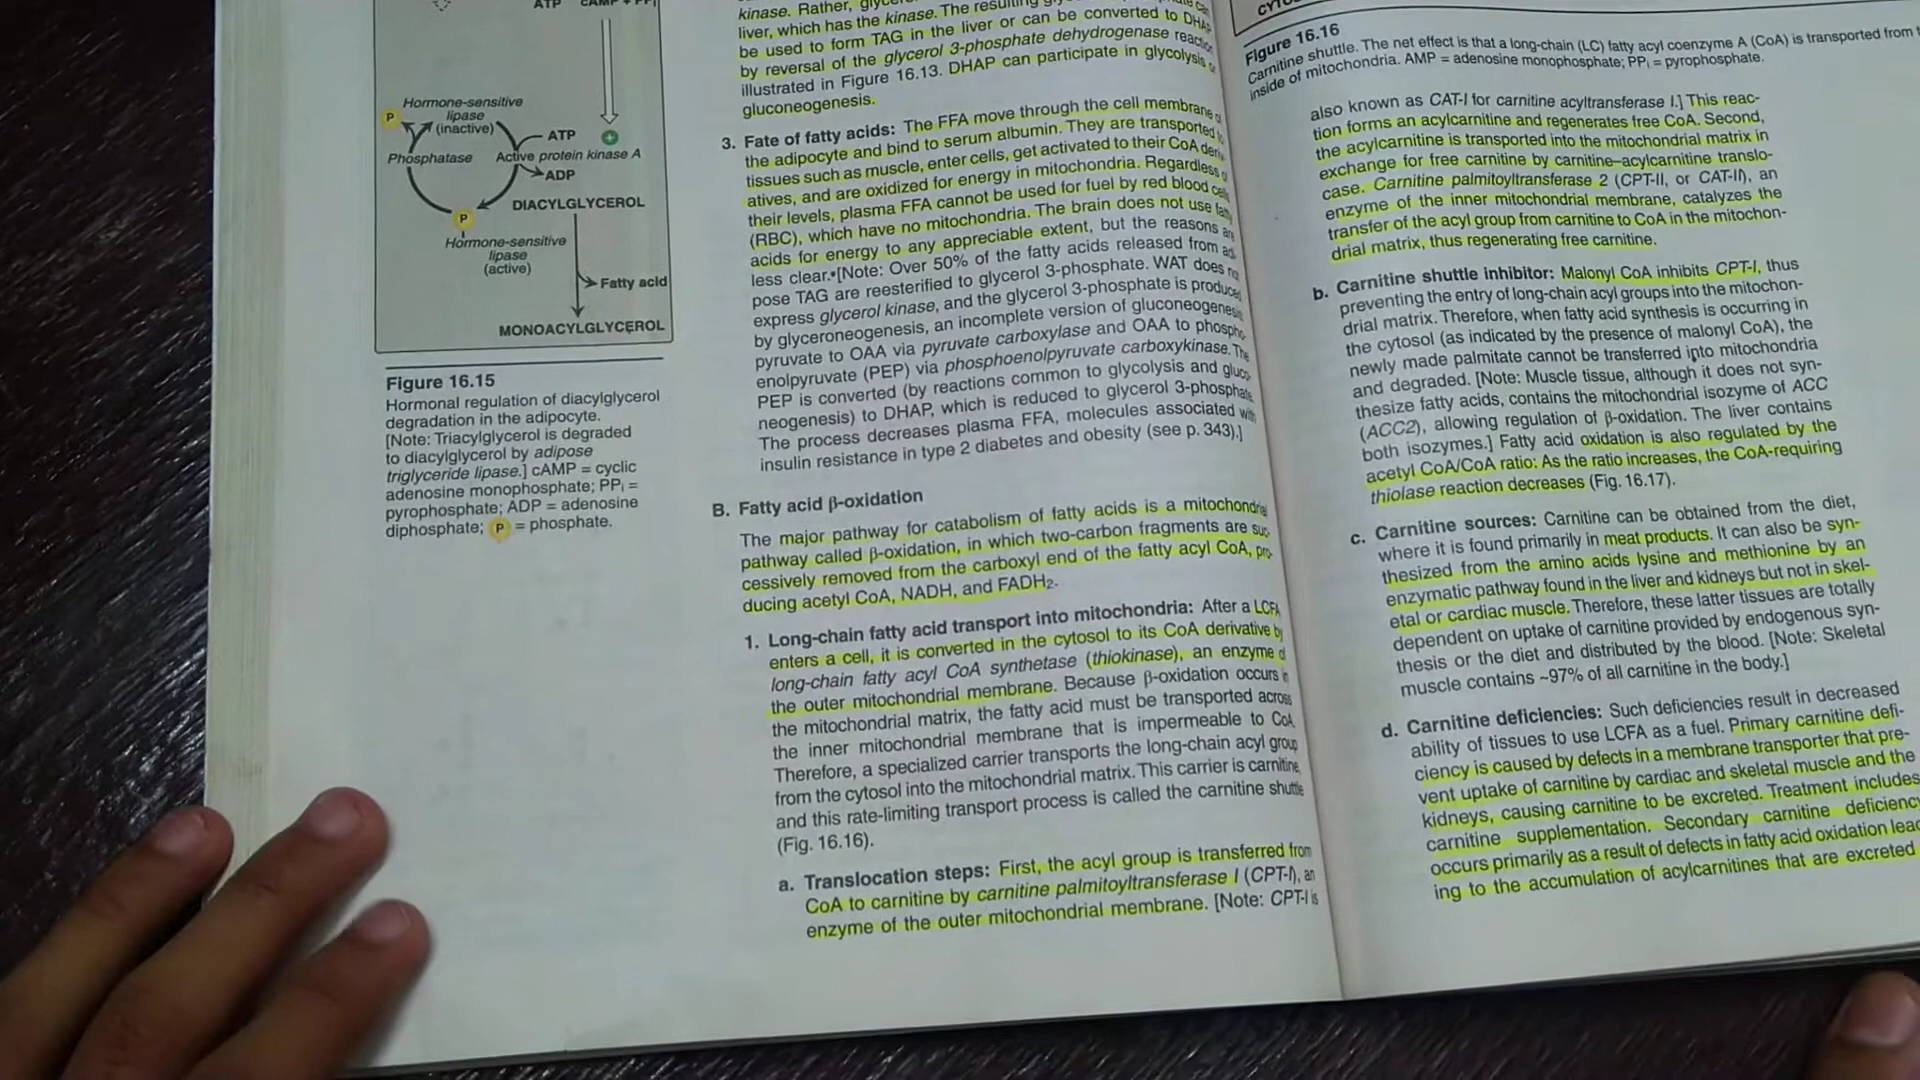 ATP
Hormone-sensitive
lipase
(inactive)
P
ATP
Phosphatase
Active protein kinase A
ADP
DIACYLGLYCEROL
P
Hormone-sensitive
lipase
(active)
Fatty acid
MONOACYLGLYCEROL
Figure 16.15
Hormonal regulation of diacylglycerol
degradation in the adipocyte.
[Note: Triacylglycerol is degraded
to diacylglycerol by adipose
triglyceride lipase.] cAMP = cyclic
adenosine monophosphate; PPi =
pyrophosphate; ADP = adenosine
diphosphate; P = phosphate.
kinase. Rather,
liver, which has the kinase. The resulting
be used to form TAG in the liver or can be converted to DHAP
by reversal of the glycerol 3-phosphate dehydrogenase reaction
illustrated in Figure 16.13. DHAP can participate in glycolysis
gluconeogenesis.
3. Fate of fatty acids: The FFA move through the cell membrane
the adipocyte and bind to serum albumin. They are transported
tissues such as muscle, enter cells, get activated to their CoA
atives, and are oxidized for energy in mitochondria. Regardless
their levels, plasma FFA cannot be used for fuel by red blood
(RBC), which have no mitochondria. The brain does not use
acids for energy to any appreciable extent, but the reasons
less clear. [Note: Over 50% of the fatty acids released from
pose TAG are reesterified to glycerol 3-phosphate. WAT does
express glycerol kinase, and the glycerol 3-phosphate is produced
by glyceroneogenesis, an incomplete version of gluconeogenesis
pyruvate to OAA via pyruvate carboxylase and OAA to
enolpyruvate (PEP) via phosphoenolpyruvate carboxykinase. The
PEP is converted (by reactions common to glycolysis and
neogenesis) to DHAP, which is reduced to glycerol 3-phosphate
The process decreases plasma FFA, molecules associated with
insulin resistance in type 2 diabetes and obesity (see p. 343).]
B. Fatty acid β-oxidation
The major pathway for catabolism of fatty acids is a mitochondrial
pathway called β-oxidation, in which two-carbon fragments are suc-
cessively removed from the carboxyl end of the fatty acyl CoA, pro-
ducing acetyl CoA, NADH, and FADH2.
1. Long-chain fatty acid transport into mitochondria: After a LCFA
enters a cell, it is converted in the cytosol to its CoA derivative by
long-chain fatty acyl CoA synthetase (thiokinase), an enzyme
the outer mitochondrial membrane. Because β-oxidation occurs in
the mitochondrial matrix, the fatty acid must be transported across
the inner mitochondrial membrane that is impermeable to CoA.
Therefore, a specialized carrier transports the long-chain acyl group
from the cytosol into the mitochondrial matrix. This carrier is carnitine,
and this rate-limiting transport process is called the carnitine shuttle
(Fig. 16.16).
a. Translocation steps: First, the acyl group is transferred from
CoA to carnitine by carnitine palmitoyltransferase I (CPT-I), an
enzyme of the outer mitochondrial membrane. [Note: CPT-I is
Figure 16.16
Carnitine shuttle. The net effect is that a long-chain (LC) fatty acyl coenzyme A (CoA) is transported from
inside of mitochondria. AMP = adenosine monophosphate; PPi = pyrophosphate.
also known as CAT-I for carnitine acyltransferase I.] This reac-
tion forms an acylcarnitine and regenerates free CoA. Second,
the acylcarnitine is transported into the mitochondrial matrix in
exchange for free carnitine by carnitine–acylcarnitine translo-
case. Carnitine palmitoyltransferase 2 (CPT-II, or CAT-II), an
enzyme of the inner mitochondrial membrane, catalyzes the
transfer of the acyl group from carnitine to CoA in the mitochon-
drial matrix, thus regenerating free carnitine.
b. Carnitine shuttle inhibitor: Malonyl CoA inhibits CPT-I, thus
preventing the entry of long-chain acyl groups into the mitochon-
drial matrix. Therefore, when fatty acid synthesis is occurring in
the cytosol (as indicated by the presence of malonyl CoA), the
newly made palmitate cannot be transferred into mitochondria
and degraded. [Note: Muscle tissue, although it does not syn-
thesize fatty acids, contains the mitochondrial isozyme of ACC
(ACC2), allowing regulation of β-oxidation. The liver contains
both isozymes.] Fatty acid oxidation is also regulated by the
acetyl CoA/CoA ratio: As the ratio increases, the CoA-requiring
thiolase reaction decreases (Fig. 16.17).
c. Carnitine sources: Carnitine can be obtained from the diet,
where it is found primarily in meat products. It can also be syn-
thesized from the amino acids lysine and methionine by an
enzymatic pathway found in the liver and kidneys but not in skel-
etal or cardiac muscle. Therefore, these latter tissues are totally
dependent on uptake of carnitine provided by endogenous syn-
thesis or the diet and distributed by the blood. [Note: Skeletal
muscle contains ~97% of all carnitine in the body.]
d. Carnitine deficiencies: Such deficiencies result in decreased
ability of tissues to use LCFA as a fuel. Primary carnitine defi-
ciency is caused by defects in a membrane transporter that pre-
vent uptake of carnitine by cardiac and skeletal muscle and the
kidneys, causing carnitine to be excreted. Treatment includes
carnitine supplementation. Secondary carnitine deficiency
occurs primarily as a result of defects in fatty acid oxidation lead-
ing to the accumulation of acylcarnitines that are excreted